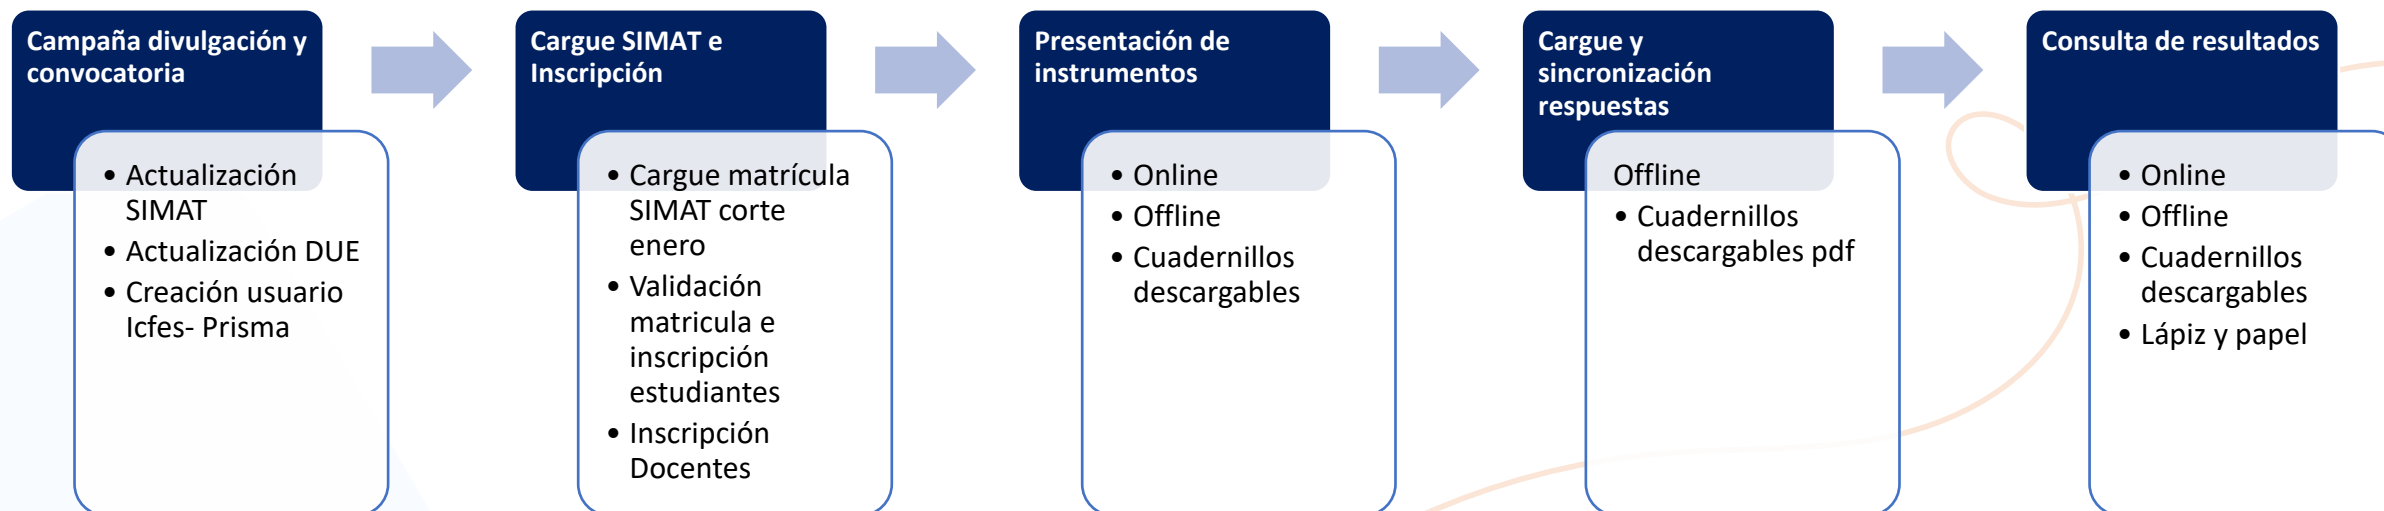 Campaña divulgación y
convocatoria
• Actualización
SIMAT
• Actualización DUE
• Creación usuario
Icfes- Prisma
Cargue SIMAT e
Inscripción
• Cargue matrícula
SIMAT corte
enero
• Validación
matricula e
inscripción
estudiantes
• Inscripción
Docentes
Presentación de
instrumentos
• Online
• Offline
• Cuadernillos
descargables
Cargue y
sincronización
respuestas
Offline
• Cuadernillos
descargables pdf
Consulta de resultados
• Online
• Offline
• Cuadernillos
descargables
• Lápiz y papel